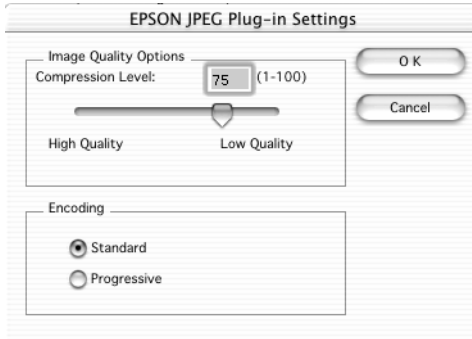 EPSON JPEG Plug-in Settings
Image Quality Options
Compression Level: 75 (1-100)
High Quality Low Quality
Encoding
Standard
Progressive
OK
Cancel